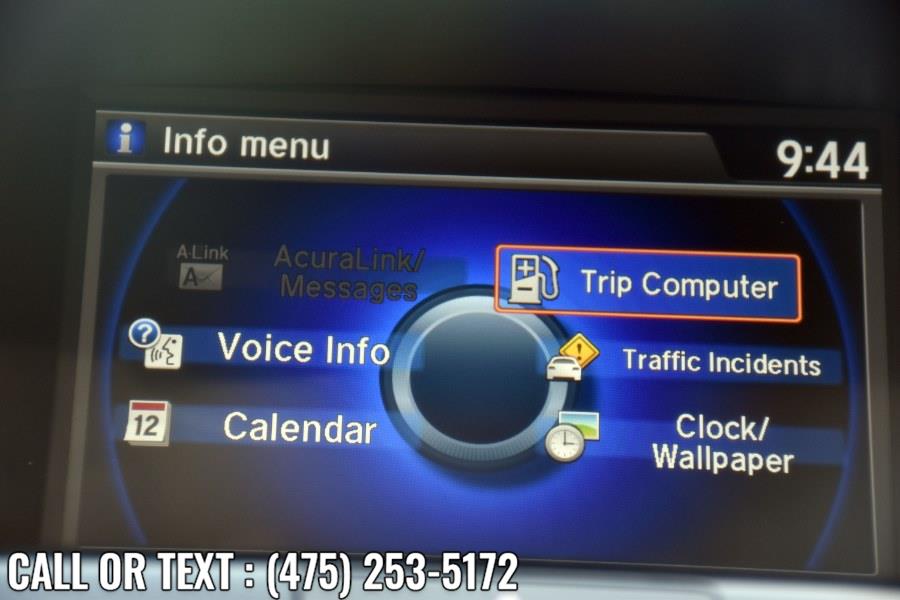 i Info menu
9:44
A-Link
A
AcuraLink/
Messages
Trip Computer
? Voice Info
Traffic Incidents
12 Calendar
Clock/
Wallpaper
CALL OR TEXT : (475) 253-5172